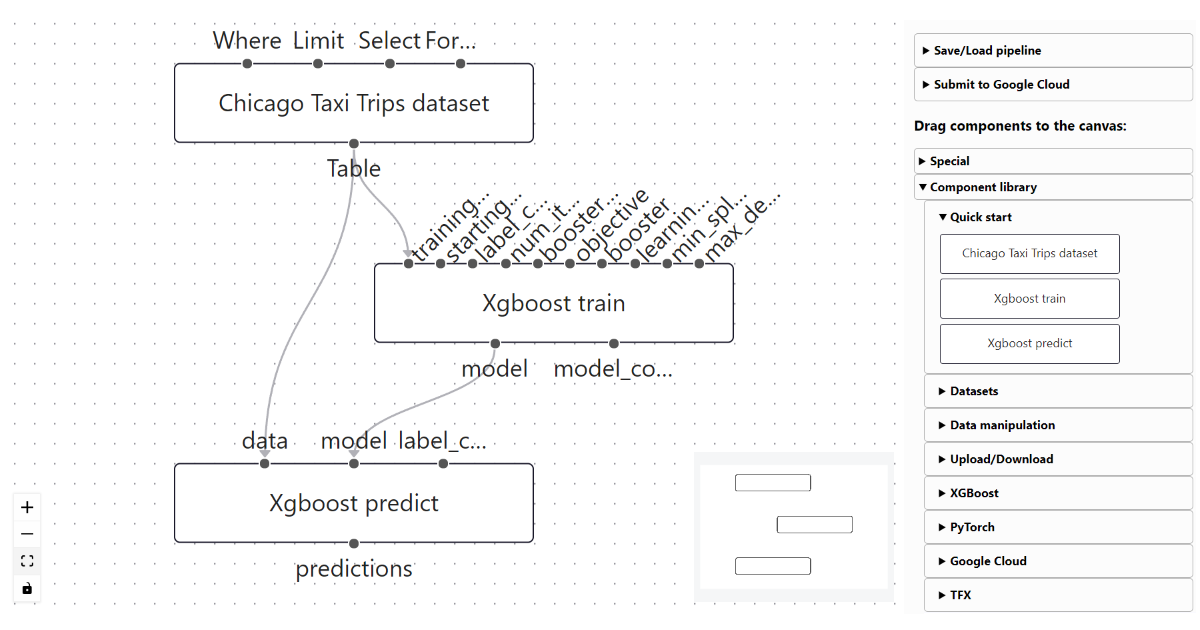 Where Limit Select For...
Chicago Taxi Trips dataset
Table
training...
starting...
label_c...
num_it...
booster...
objective
booster
learnin...
min_spl...
max_de...
Xgboost train
model model_co...
data model label_c...
Xgboost predict
predictions
Save/Load pipeline
Submit to Google Cloud
Drag components to the canvas:
Special
Component library
Quick start
Chicago Taxi Trips dataset
Xgboost train
Xgboost predict
Datasets
Data manipulation
Upload/Download
XGBoost
PyTorch
Google Cloud
TFX